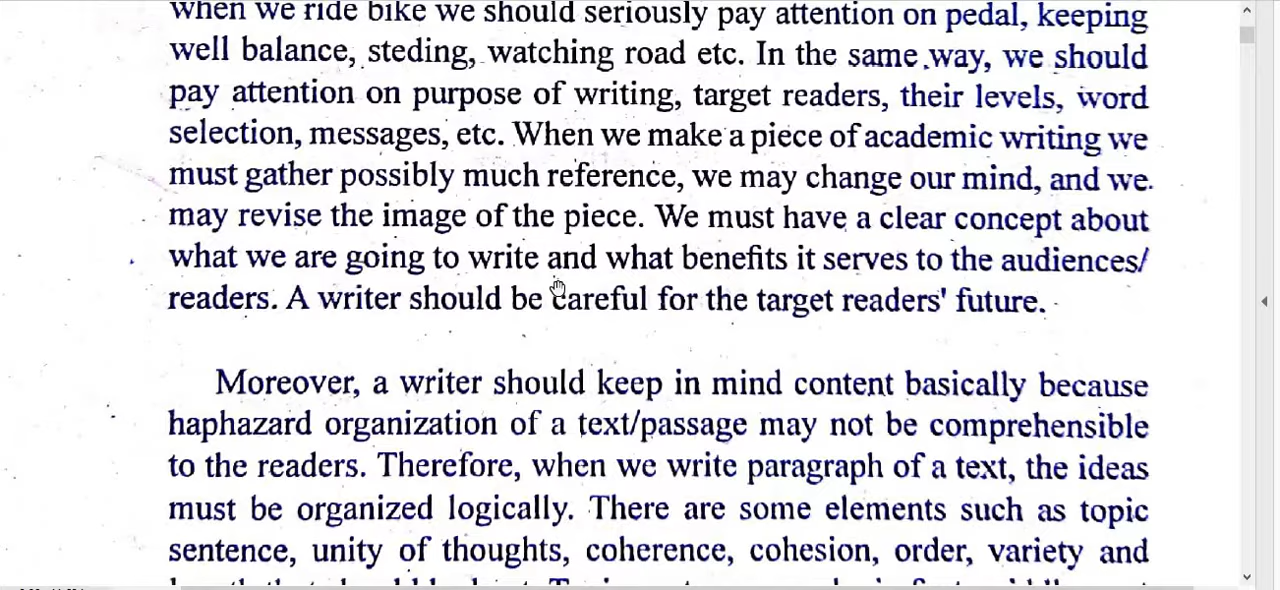 when we ride bike we should seriously pay attention on pedal, keeping
well balance, steding, watching road etc. In the same way, we should
pay attention on purpose of writing, target readers, their levels, word
selection, messages, etc. When we make a piece of academic writing we
must gather possibly much reference, we may change our mind, and we
may revise the image of the piece. We must have a clear concept about
what we are going to write and what benefits it serves to the audiences/
readers. A writer should be careful for the target readers' future.
Moreover, a writer should keep in mind content basically because
haphazard organization of a text/passage may not be comprehensible
to the readers. Therefore, when we write paragraph of a text, the ideas
must be organized logically. There are some elements such as topic
sentence, unity of thoughts, coherence, cohesion, order, variety and